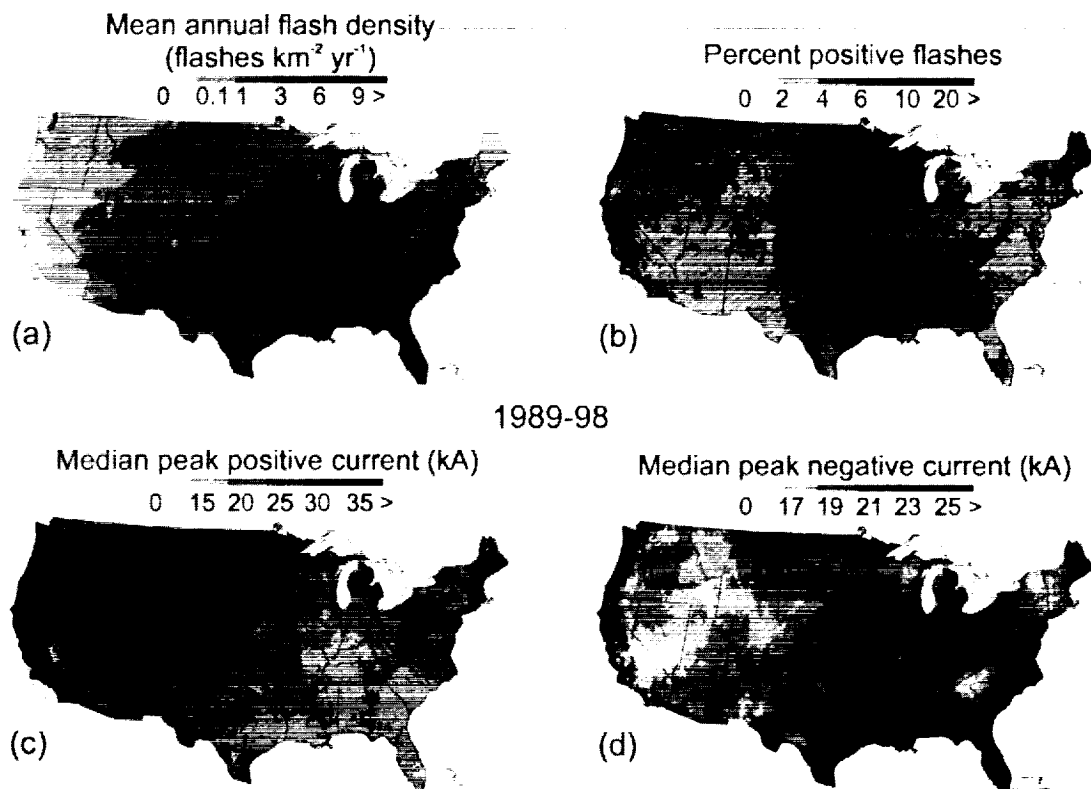 Mean annual flash density
(flashes km⁻² yr⁻¹)
0 0.1 1 3 6 9 >
(a)
Percent positive flashes
0 2 4 6 10 20 >
(b)
1989-98
Median peak positive current (kA)
0 15 20 25 30 35 >
(c)
Median peak negative current (kA)
0 17 19 21 23 25 >
(d)